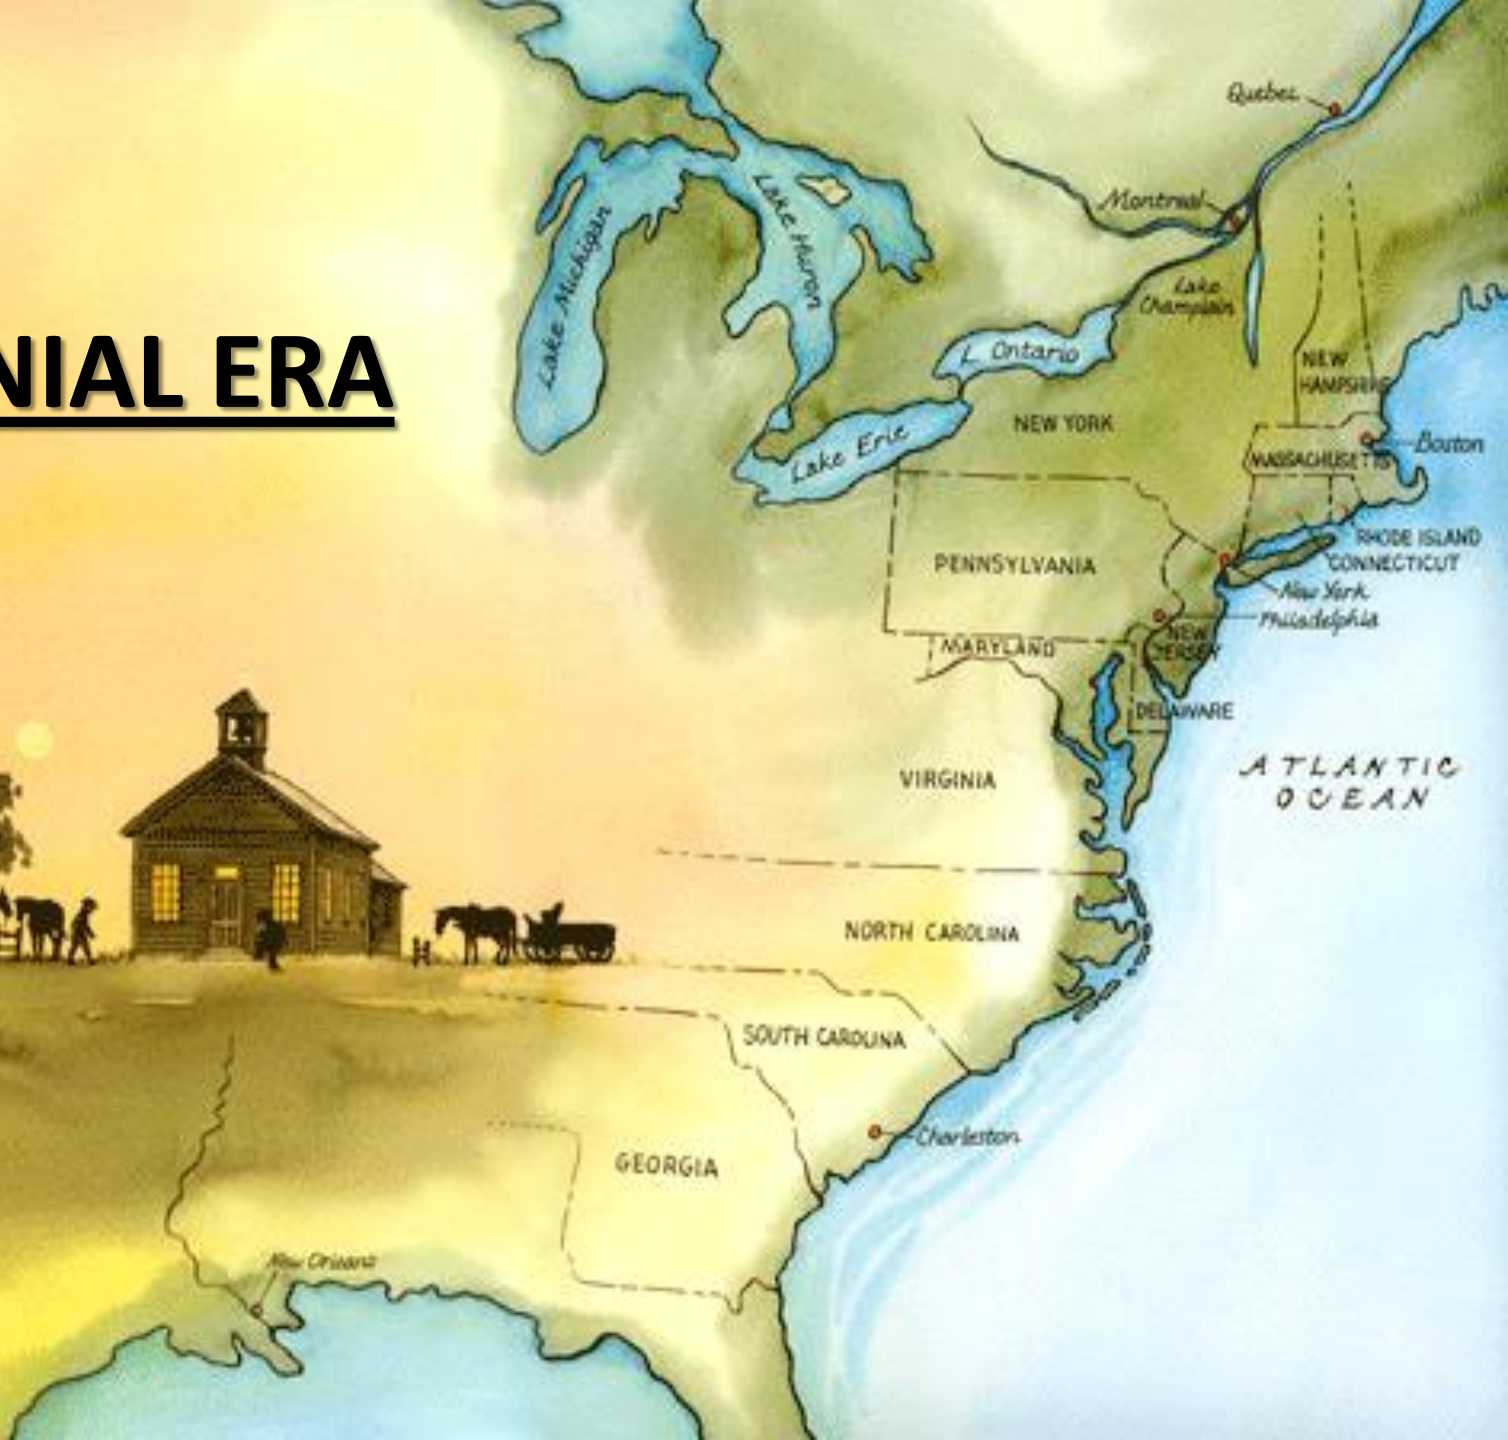 Quebec
Montreal
Lake Michigan
Lake Huron
Lake
Champlain
NIAL ERA
L. Ontario
NEW
HAMPSHIRE
NEW YORK
Lake Erie
Boston
MASSACHUSETTS
RHODE ISLAND
CONNECTICUT
PENNSYLVANIA
New York
Philadelphia
NEW
JERSEY
MARYLAND
DELAWARE
ATLANTIC
OCEAN
VIRGINIA
NORTH CAROLINA
SOUTH CAROLINA
Charleston
GEORGIA
New Orleans